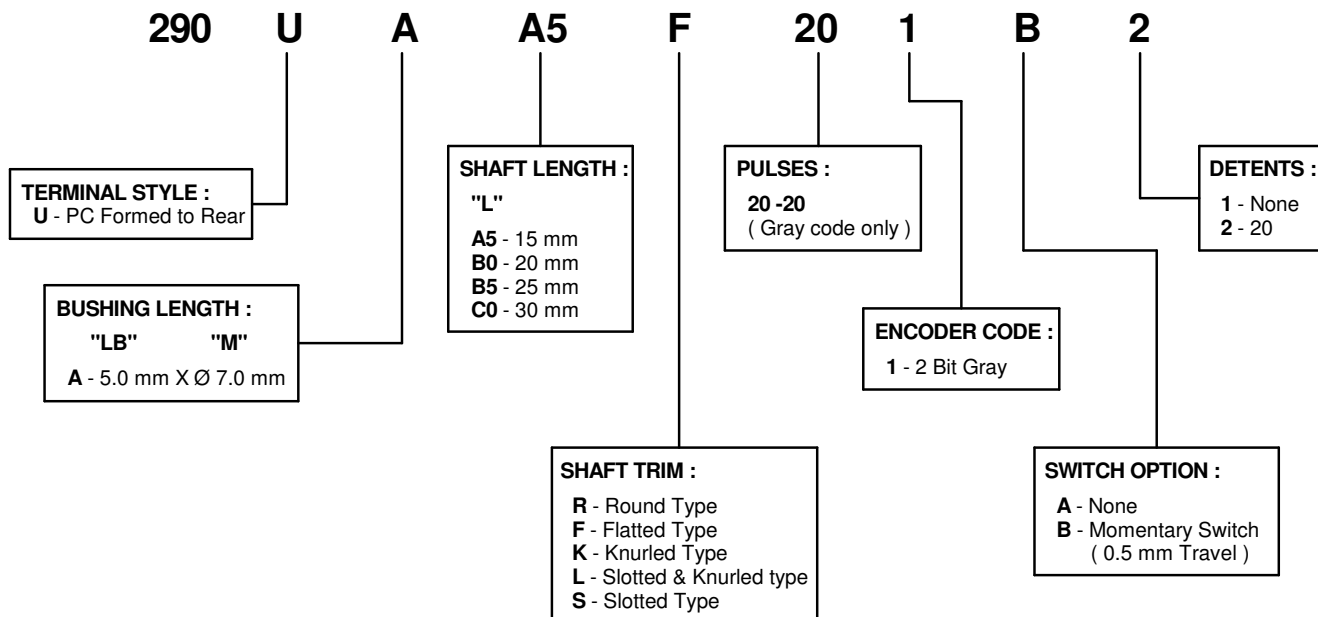 290 U A A5 F 20 1 B 2
TERMINAL STYLE :
U - PC Formed to Rear
BUSHING LENGTH :
"LB" "M"
A - 5.0 mm X Ø 7.0 mm
SHAFT LENGTH :
"L"
A5 - 15 mm
B0 - 20 mm
B5 - 25 mm
C0 - 30 mm
SHAFT TRIM :
R - Round Type
F - Flatted Type
K - Knurled Type
L - Slotted & Knurled type
S - Slotted Type
PULSES :
20 -20
( Gray code only )
ENCODER CODE :
1 - 2 Bit Gray
SWITCH OPTION :
A - None
B - Momentary Switch
( 0.5 mm Travel )
DETENTS :
1 - None
2 - 20